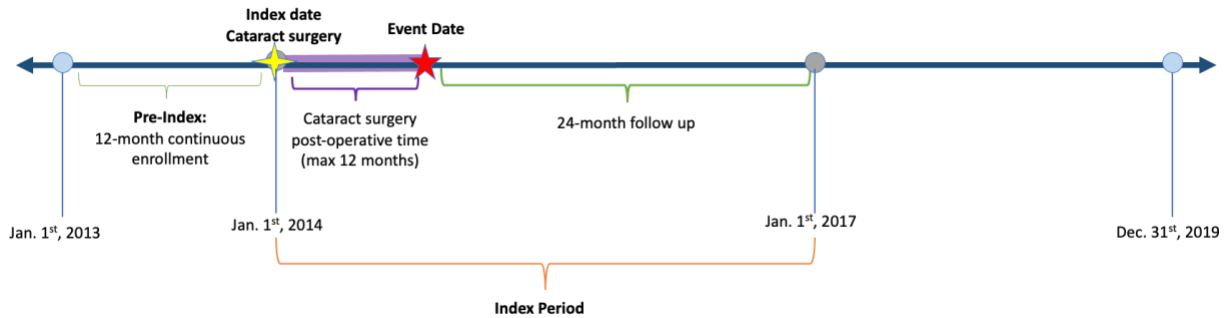 Index date
Cataract surgery
Event Date
Pre-Index:
12-month continuous
enrollment
Cataract surgery
post-operative time
(max 12 months)
24-month follow up
Jan. 1st, 2013
Jan. 1st, 2014
Jan. 1st, 2017
Dec. 31st, 2019
Index Period